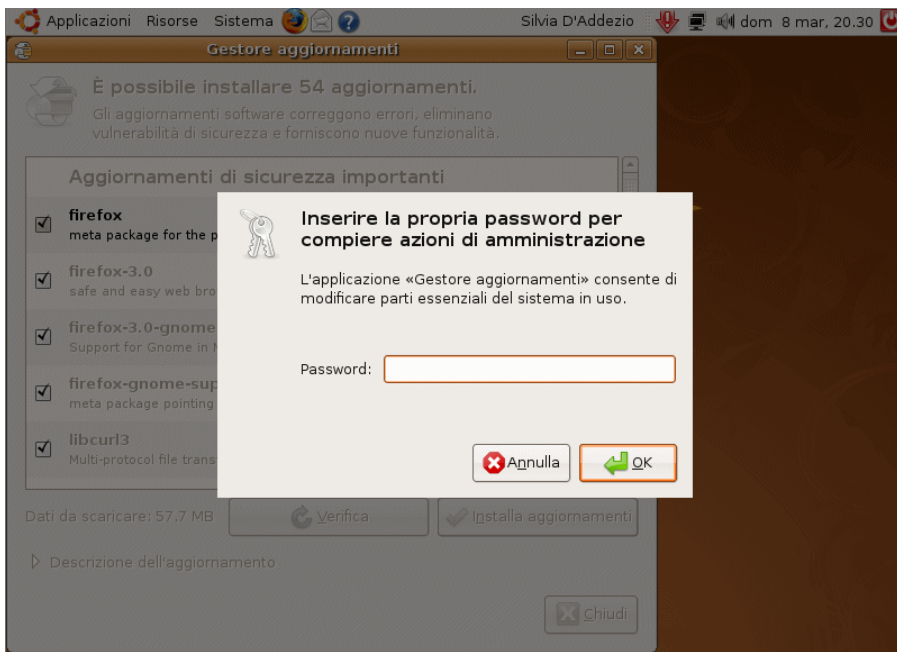 Applicazioni Risorse Sistema Silvia D'Addezio dom 8 mar, 20.30
Gestore aggiornamenti
È possibile installare 54 aggiornamenti.
Gli aggiornamenti software correggono errori, eliminano
vulnerabilità di sicurezza e forniscono nuove funzionalità.
Aggiornamenti di sicurezza importanti
firefox
meta package for the p
firefox-3.0
safe and easy web bro
firefox-3.0-gnome
Support for Gnome in
firefox-gnome-sup
meta package pointing
libcurl3
Multi-protocol file trans
Inserire la propria password per
compiere azioni di amministrazione
L'applicazione «Gestore aggiornamenti» consente di
modificare parti essenziali del sistema in uso.
Password:
Annulla OK
Dati da scaricare: 57.7 MB Verifica Installa aggiornamenti
Descrizione dell'aggiornamento
Chiudi